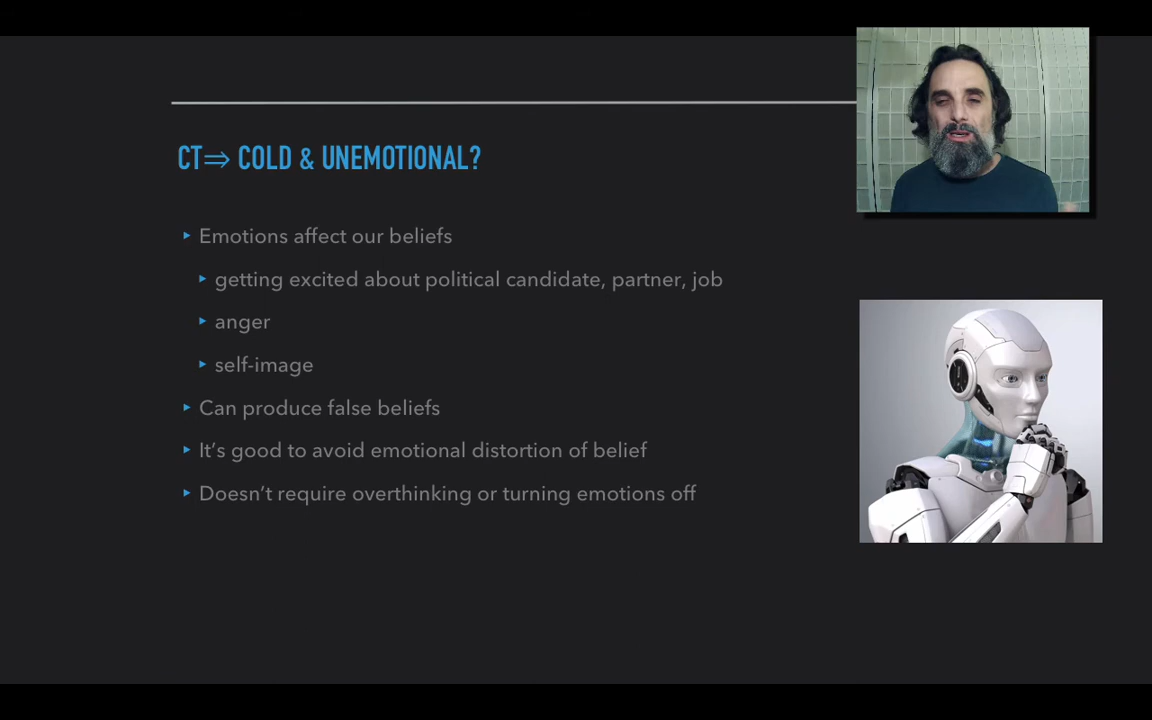 CT⇒ COLD & UNEMOTIONAL?
▸ Emotions affect our beliefs
▸ getting excited about political candidate, partner, job
▸ anger
▸ self-image
▸ Can produce false beliefs
▸ It’s good to avoid emotional distortion of belief
▸ Doesn’t require overthinking or turning emotions off